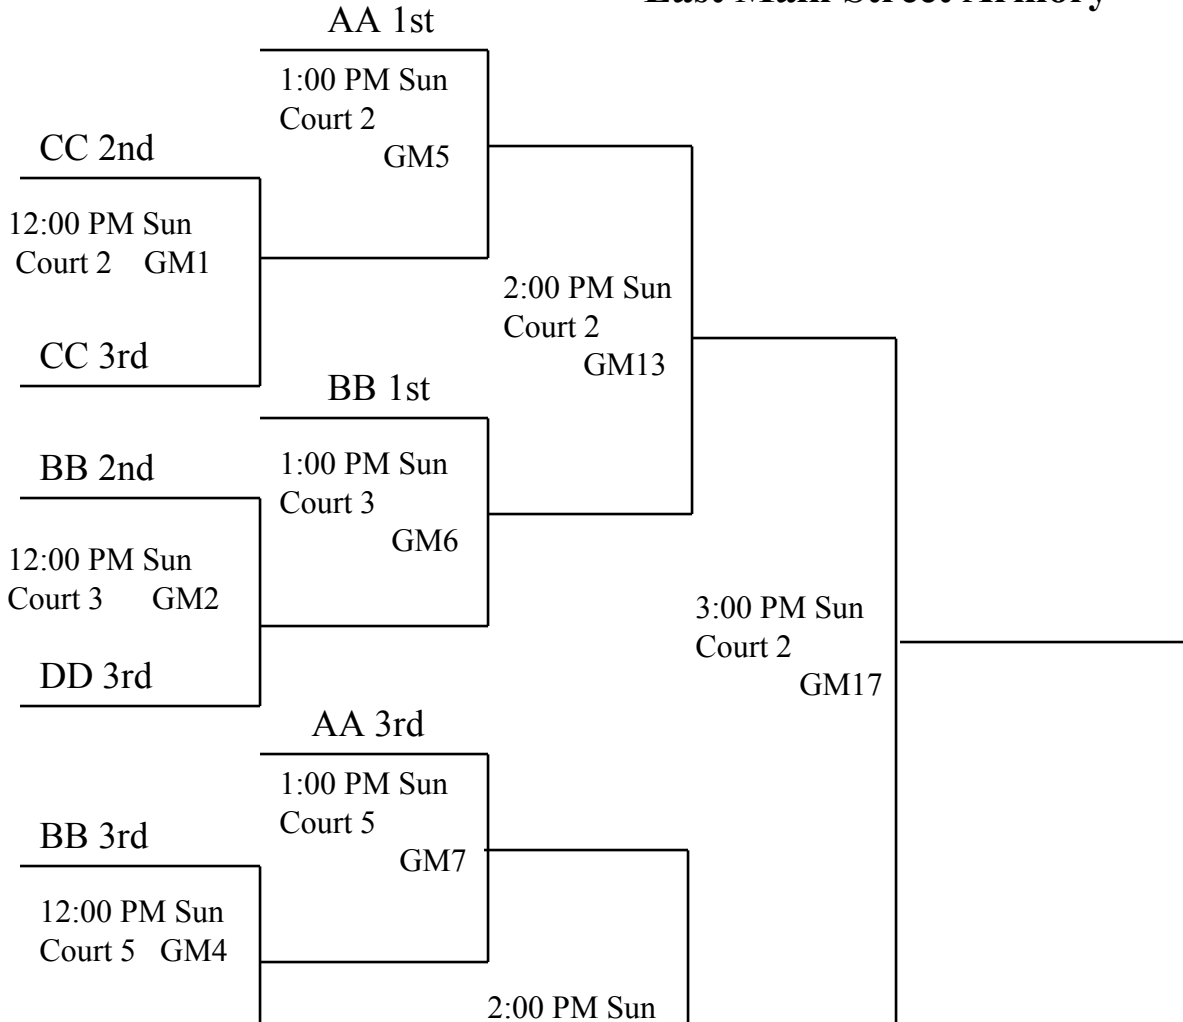 East Main Street Armory
AA 1st
1:00 PM Sun
Court 2
GM5
CC 2nd
12:00 PM Sun
Court 2 GM1
CC 3rd
2:00 PM Sun
Court 2
GM13
BB 1st
BB 2nd
1:00 PM Sun
Court 3
GM6
12:00 PM Sun
Court 3 GM2
DD 3rd
3:00 PM Sun
Court 2
GM17
AA 3rd
1:00 PM Sun
Court 5
GM7
BB 3rd
12:00 PM Sun
Court 5 GM4
2:00 PM Sun